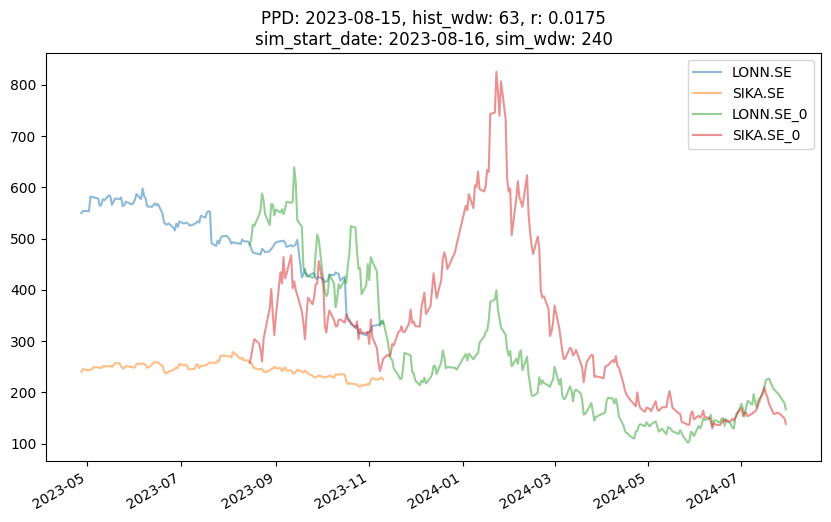 PPD: 2023-08-15, hist_wdw: 63, r: 0.0175
sim_start_date: 2023-08-16, sim_wdw: 240
LONN.SE
SIKA.SE
LONN.SE_0
SIKA.SE_0
800
700
600
500
400
300
200
100
2023-05
2023-07
2023-09
2023-11
2024-01
2024-03
2024-05
2024-07